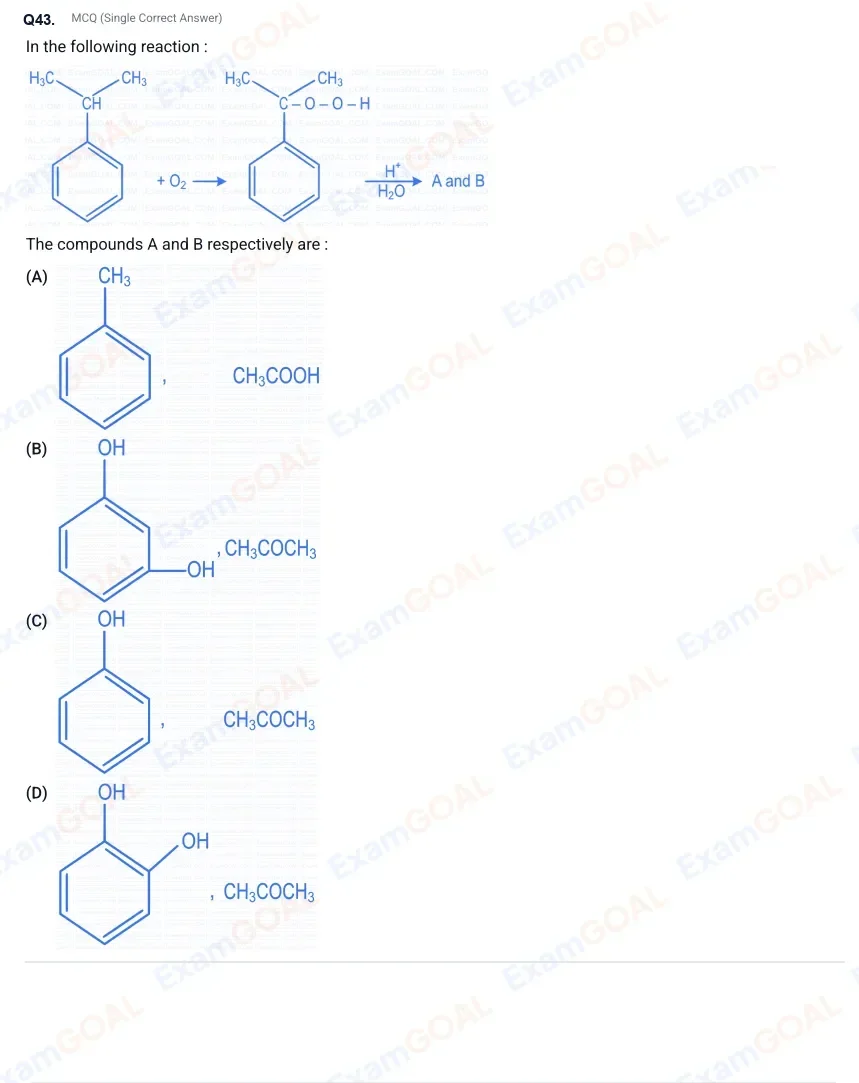 Q43. MCQ (Single Correct Answer)
In the following reaction :
H₃C CH₃ H₃C CH₃
CH C–O–O–H
+ O₂ H⁺ A and B
H₂O
The compounds A and B respectively are :
(A) CH₃
, CH₃COOH
(B) OH
, CH₃COCH₃
OH
(C) OH
, CH₃COCH₃
(D) OH
OH
, CH₃COCH₃
ExamGOAL